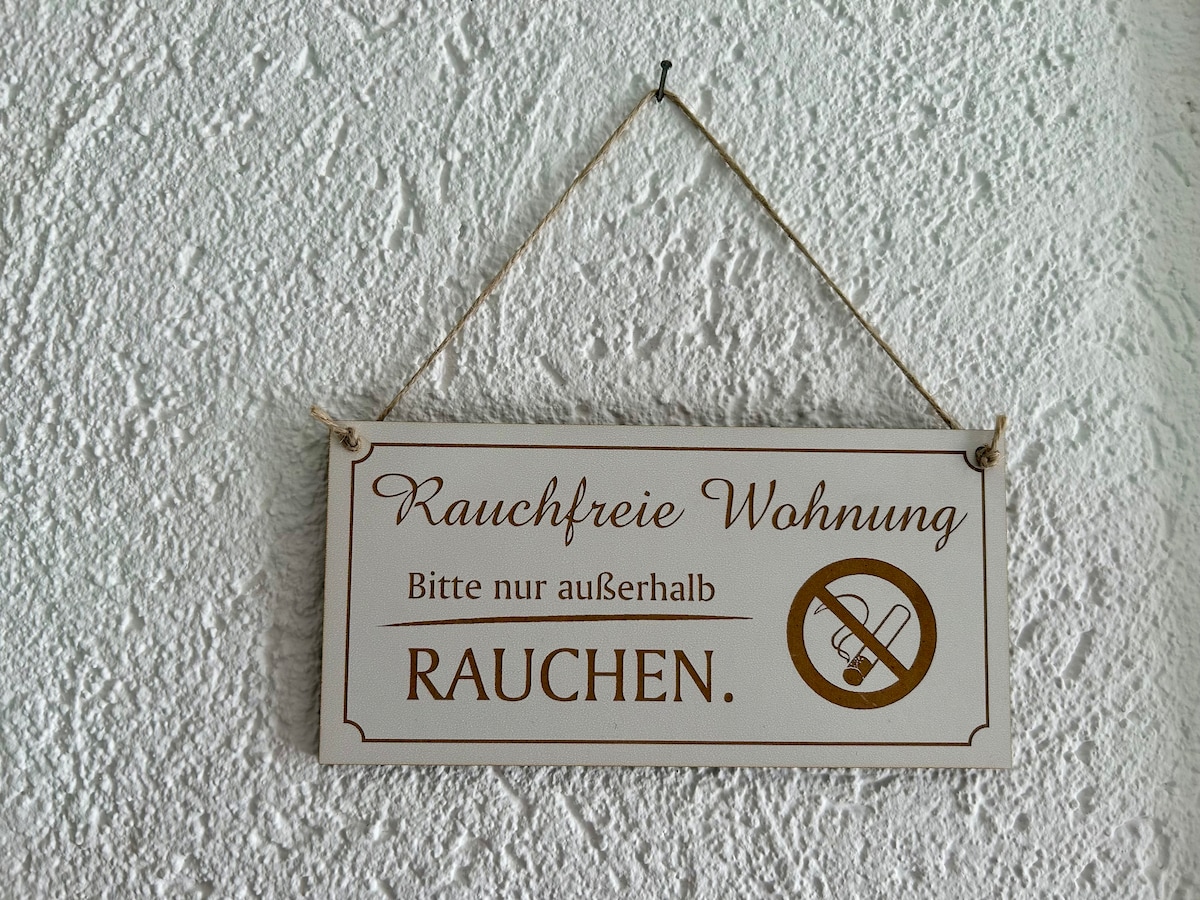 Rauchfreie Wohnung
Bitte nur außerhalb
RAUCHEN.